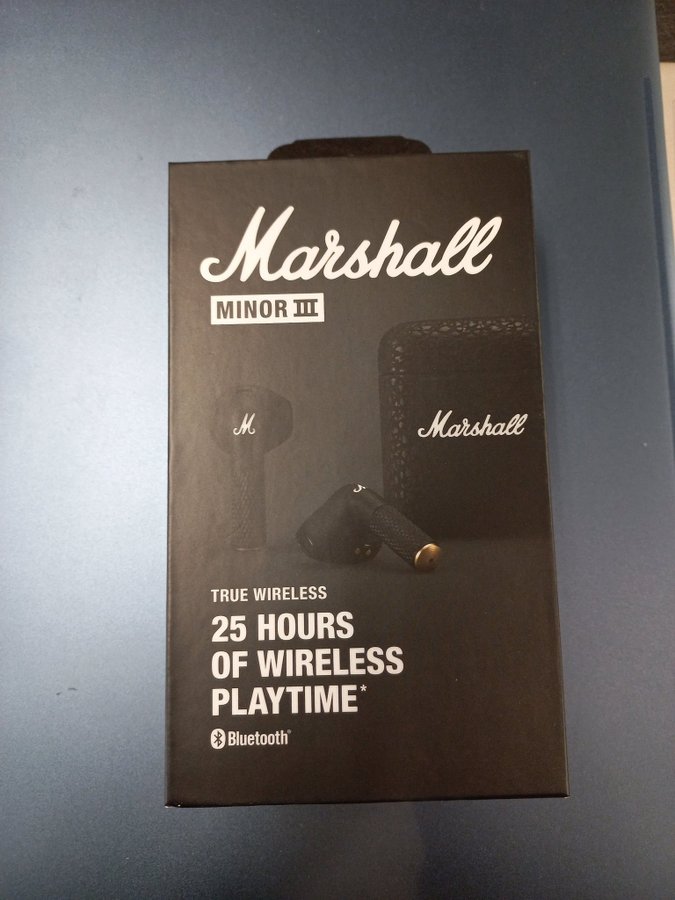 Marshall
MINOR III
M
Marshall
TRUE WIRELESS
25 HOURS
OF WIRELESS
PLAYTIME*
Bluetooth®